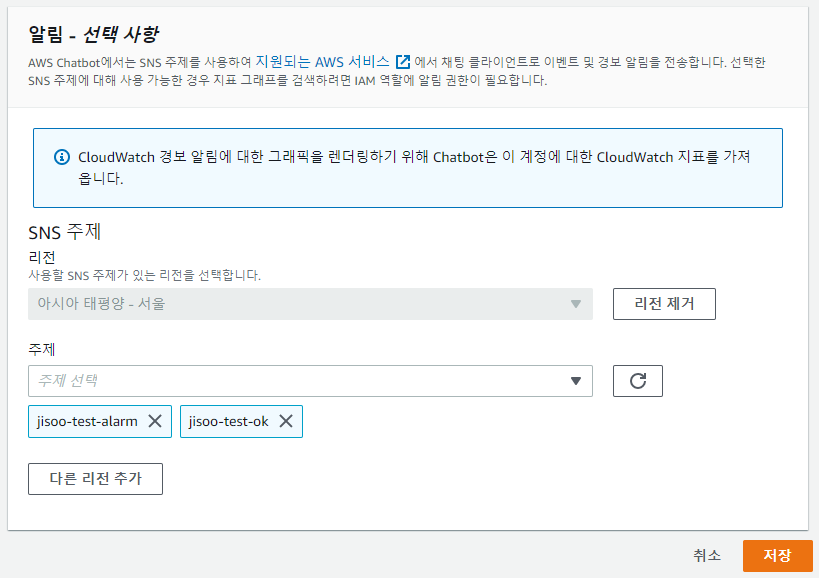 알림 - 선택 사항
AWS Chatbot에서는 SNS 주제를 사용하여 지원되는 AWS 서비스 에서 채팅 클라이언트로 이벤트 및 경보 알림을 전송합니다. 선택한
SNS 주제에 대해 사용 가능한 경우 지표 그래프를 검색하려면 IAM 역할에 알림 권한이 필요합니다.
CloudWatch 경보 알림에 대한 그래픽을 렌더링하기 위해 Chatbot은 이 계정에 대한 CloudWatch 지표를 가져
옵니다.
SNS 주제
리전
사용할 SNS 주제가 있는 리전을 선택합니다.
아시아 태평양 - 서울
리전 제거
주제
주제 선택
jisoo-test-alarm
jisoo-test-ok
다른 리전 추가
취소
저장